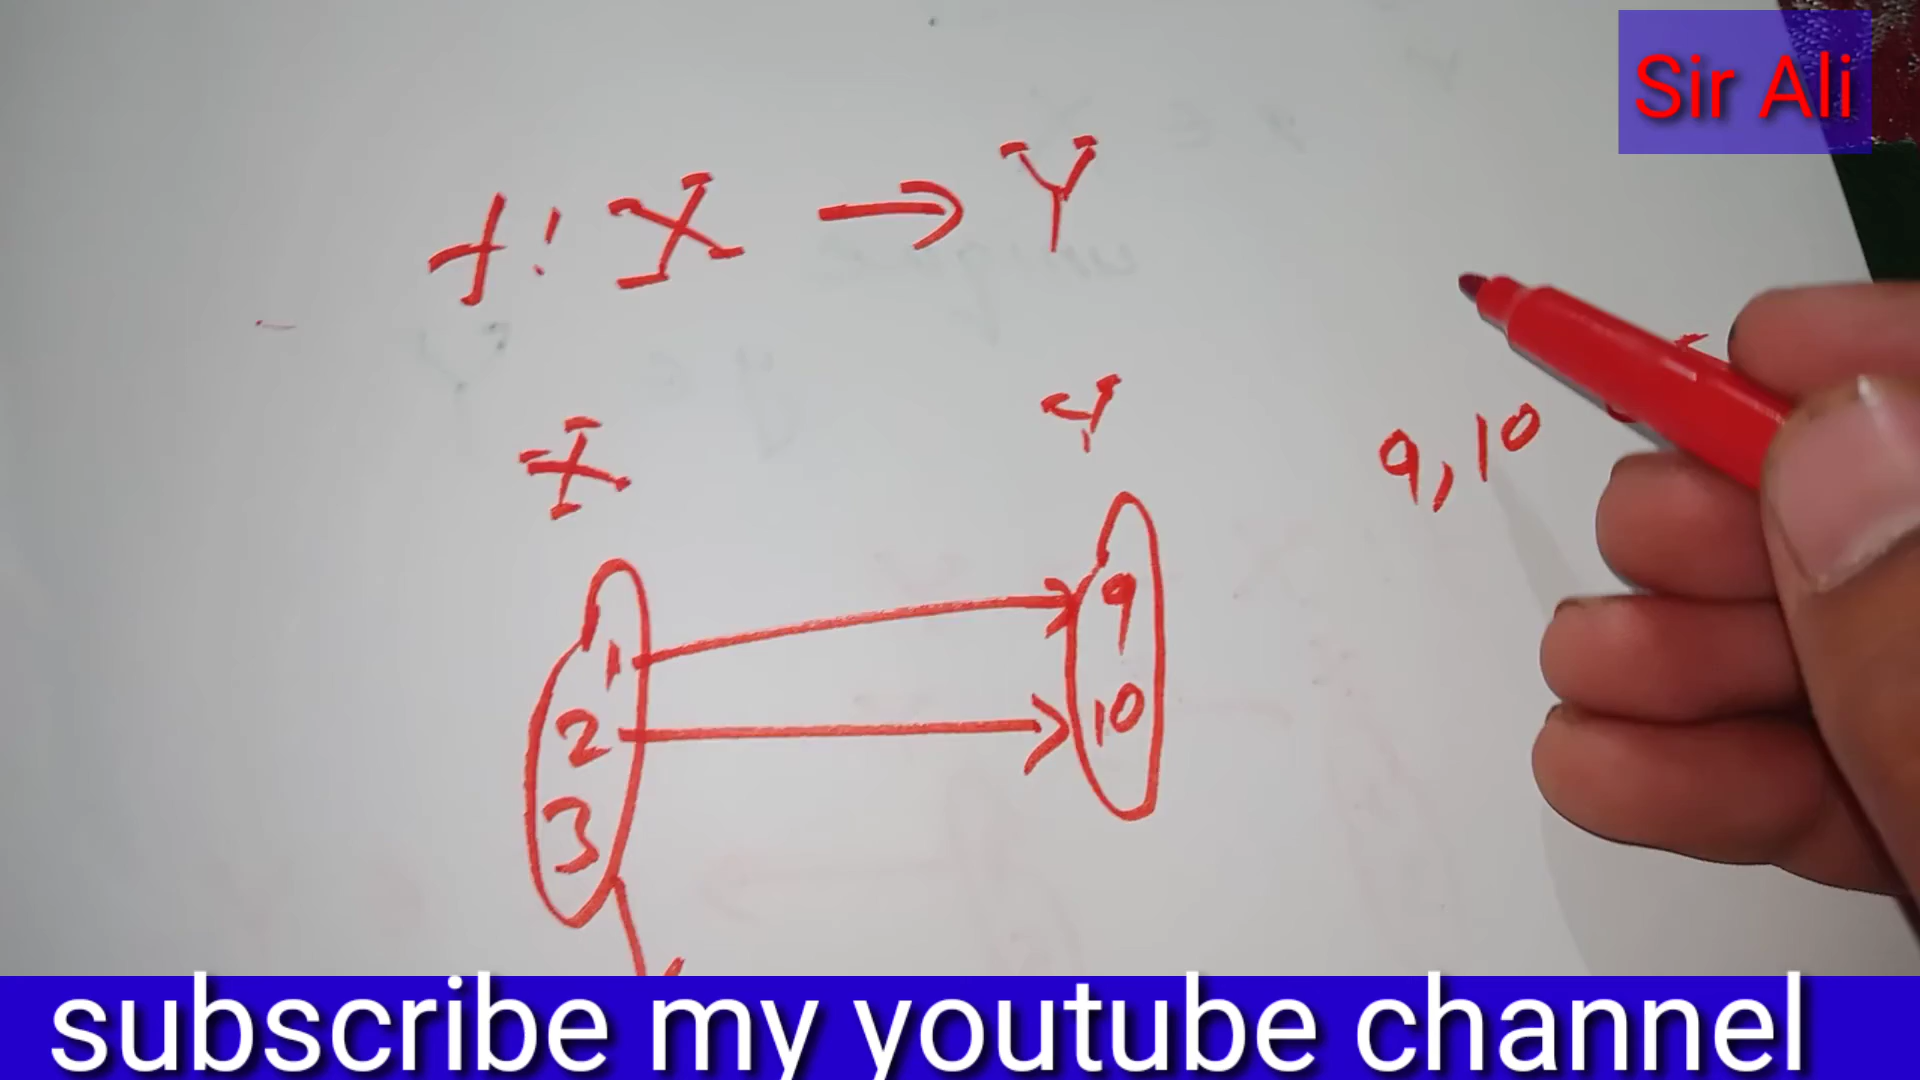 Sir Ali
f: X → Y
X Y
9, 10
1 9
2 10
3
subscribe my youtube channel